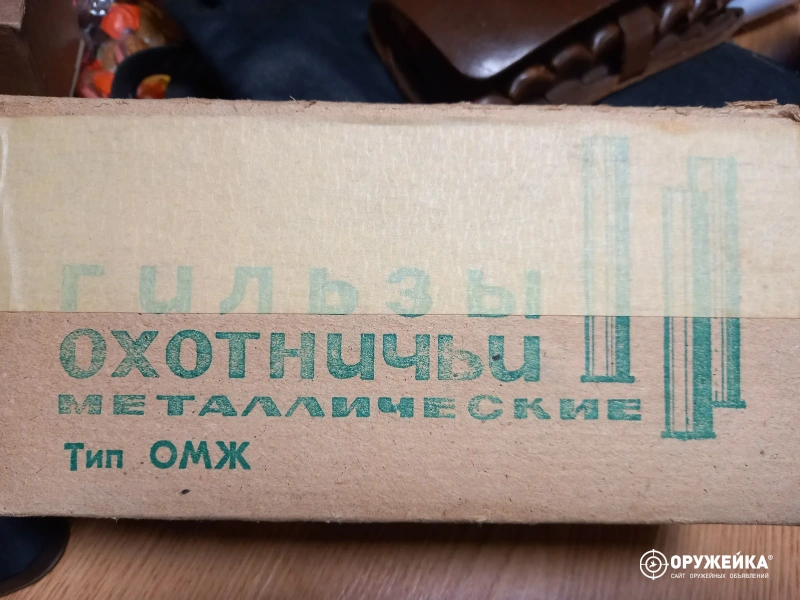 гильзы
охотничьи
металлические
Тип ОМЖ
ОРУЖЕЙКА®
САЙТ ОРУЖЕЙНЫХ ОБЪЯВЛЕНИЙ